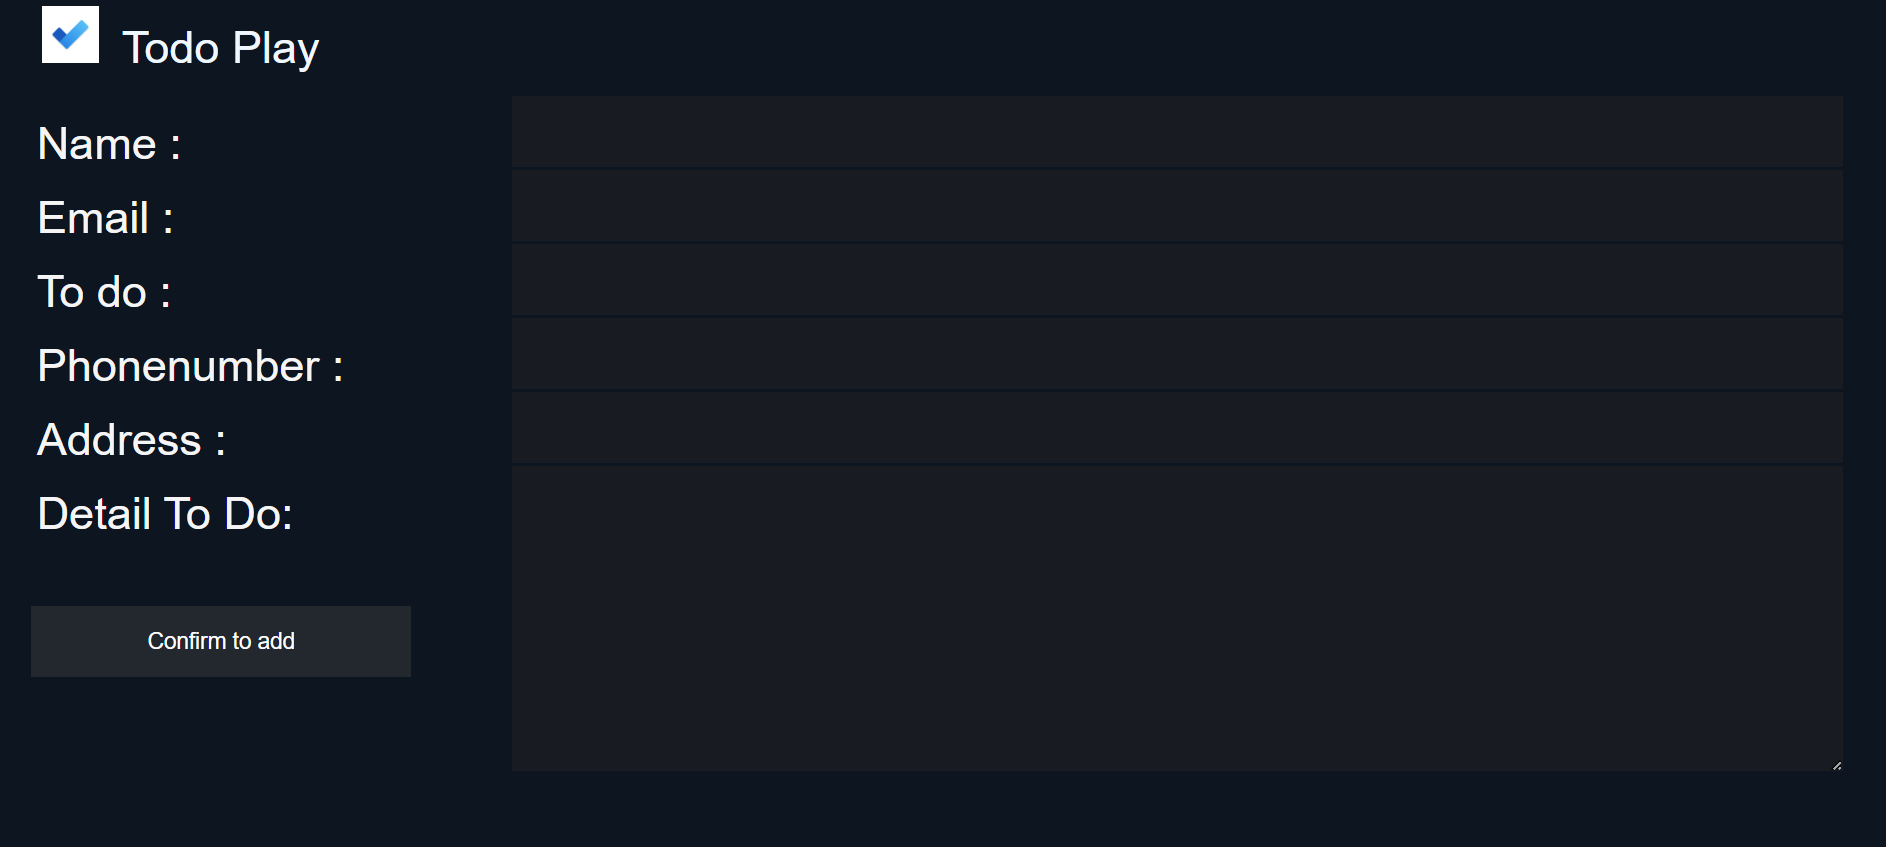 Todo Play
Name :
Email :
To do :
Phonenumber :
Address :
Detail To Do:
Confirm to add